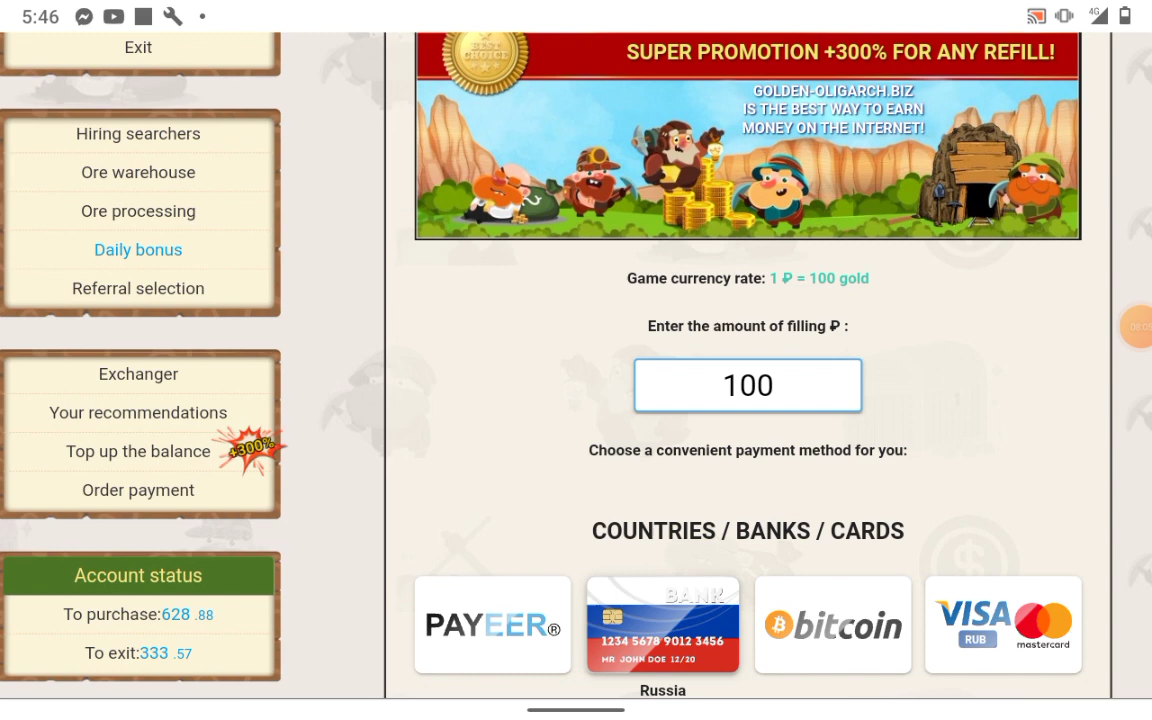 5:46
4G
Exit
Hiring searchers
Ore warehouse
Ore processing
Daily bonus
Referral selection
Exchanger
Your recommendations
Top up the balance
+300%
Order payment
Account status
To purchase:628 .88
To exit:333 .57
BEST
CHOICE
SUPER PROMOTION +300% FOR ANY REFILL!
GOLDEN-OLIGARCH.BIZ
IS THE BEST WAY TO EARN
MONEY ON THE INTERNET!
Game currency rate: 1 ₽ = 100 gold
Enter the amount of filling ₽ :
100
Choose a convenient payment method for you:
COUNTRIES / BANKS / CARDS
PAYEER®
BANK
1234 5678 9012 3456
MR JOHN DOE 12/20
Russia
bitcoin
VISA
RUB
mastercard